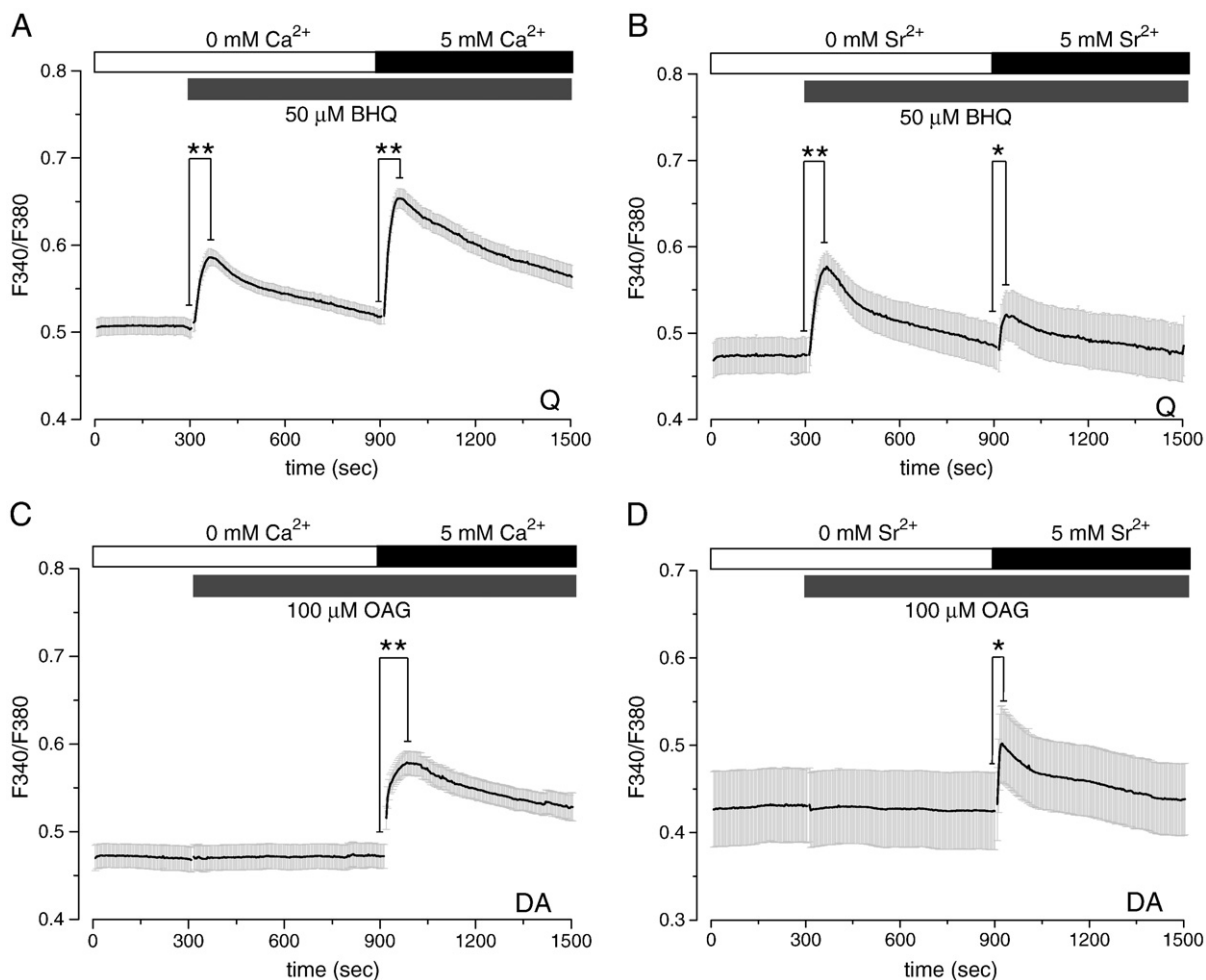 A
0 mM Ca²⁺ 5 mM Ca²⁺
50 μM BHQ
** **
F340/F380
0.8
0.7
0.6
0.5
0.4
0 300 600 900 1200 1500
time (sec)
Q
B
0 mM Sr²⁺ 5 mM Sr²⁺
50 μM BHQ
** *
F340/F380
0.8
0.7
0.6
0.5
0.4
0 300 600 900 1200 1500
time (sec)
Q
C
0 mM Ca²⁺ 5 mM Ca²⁺
100 μM OAG
**
F340/F380
0.8
0.7
0.6
0.5
0.4
0 300 600 900 1200 1500
time (sec)
DA
D
0 mM Sr²⁺ 5 mM Sr²⁺
100 μM OAG
*
F340/F380
0.7
0.6
0.5
0.4
0.3
0 300 600 900 1200 1500
time (sec)
DA